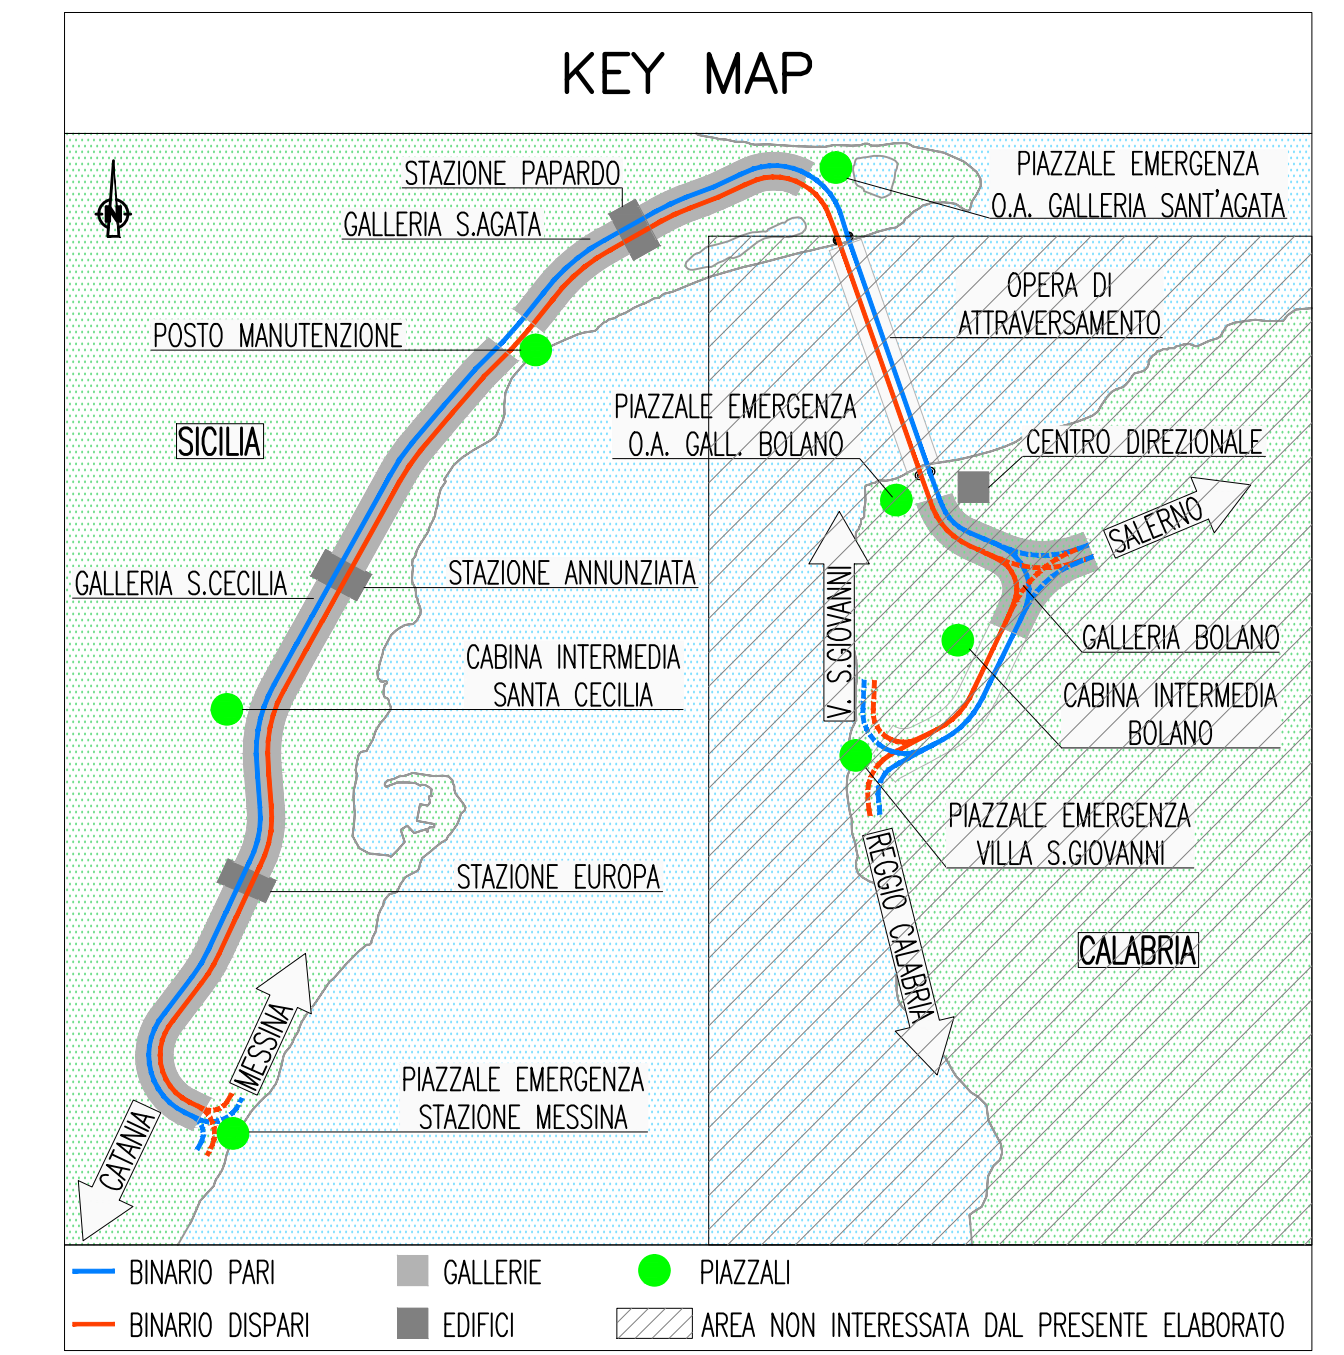 KEY MAP
STAZIONE PAPARDO
GALLERIA S.AGATA
PIAZZALE EMERGENZA
O.A. GALLERIA SANT'AGATA
N
OPERA DI
ATTRAVERSAMENTO
POSTO MANUTENZIONE
PIAZZALE EMERGENZA
O.A. GALL. BOLANO
SICILIA
CENTRO DIREZIONALE
SALERNO
STAZIONE ANNUNZIATA
GALLERIA S.CECILIA
V. S.GIOVANNI
GALLERIA BOLANO
CABINA INTERMEDIA
SANTA CECILIA
CABINA INTERMEDIA
BOLANO
PIAZZALE EMERGENZA
VILLA S.GIOVANNI
STAZIONE EUROPA
REGGIO CALABRIA
CALABRIA
MESSINA
PIAZZALE EMERGENZA
STAZIONE MESSINA
CATANIA
BINARIO PARI
GALLERIE
PIAZZALI
BINARIO DISPARI
EDIFICI
AREA NON INTERESSATA DAL PRESENTE ELABORATO